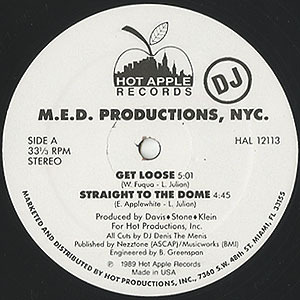 HOT APPLE
RECORDS
DJ
M.E.D. PRODUCTIONS, NYC.
SIDE A
33⅓ RPM
STEREO
HAL 12113
GET LOOSE 5:01
(W. Fuqua - L. Julian)
STRAIGHT TO THE DOME 4:45
(E. Applewhite - L. Julian)
Produced by Davis • Stone • Klein
For Hot Productions, Inc.
All Cuts by DJ Denis The Menis
Published by Nezztone (ASCAP)/Musicworks (BMI)
Engineered by B. Greenspan
℗ 1989 Hot Apple Records
Made in USA
MARKETED AND DISTRIBUTED BY HOT PRODUCTIONS, INC., 7360 S.W. 48th ST. MIAMI, FL 33155